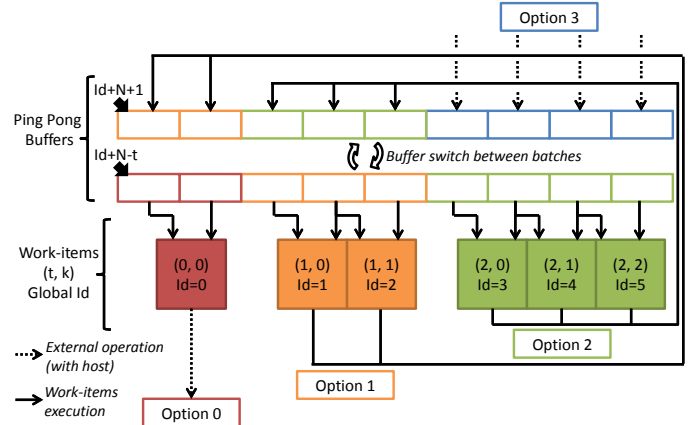 Option 3
Id+N+1
Ping Pong
Buffers
Buffer switch between batches
Id+N-t
Work-items
(t, k)
Global Id
(0, 0)
Id=0
(1, 0)
Id=1
(1, 1)
Id=2
(2, 0)
Id=3
(2, 1)
Id=4
(2, 2)
Id=5
External operation
(with host)
Work-items
execution
Option 2
Option 1
Option 0